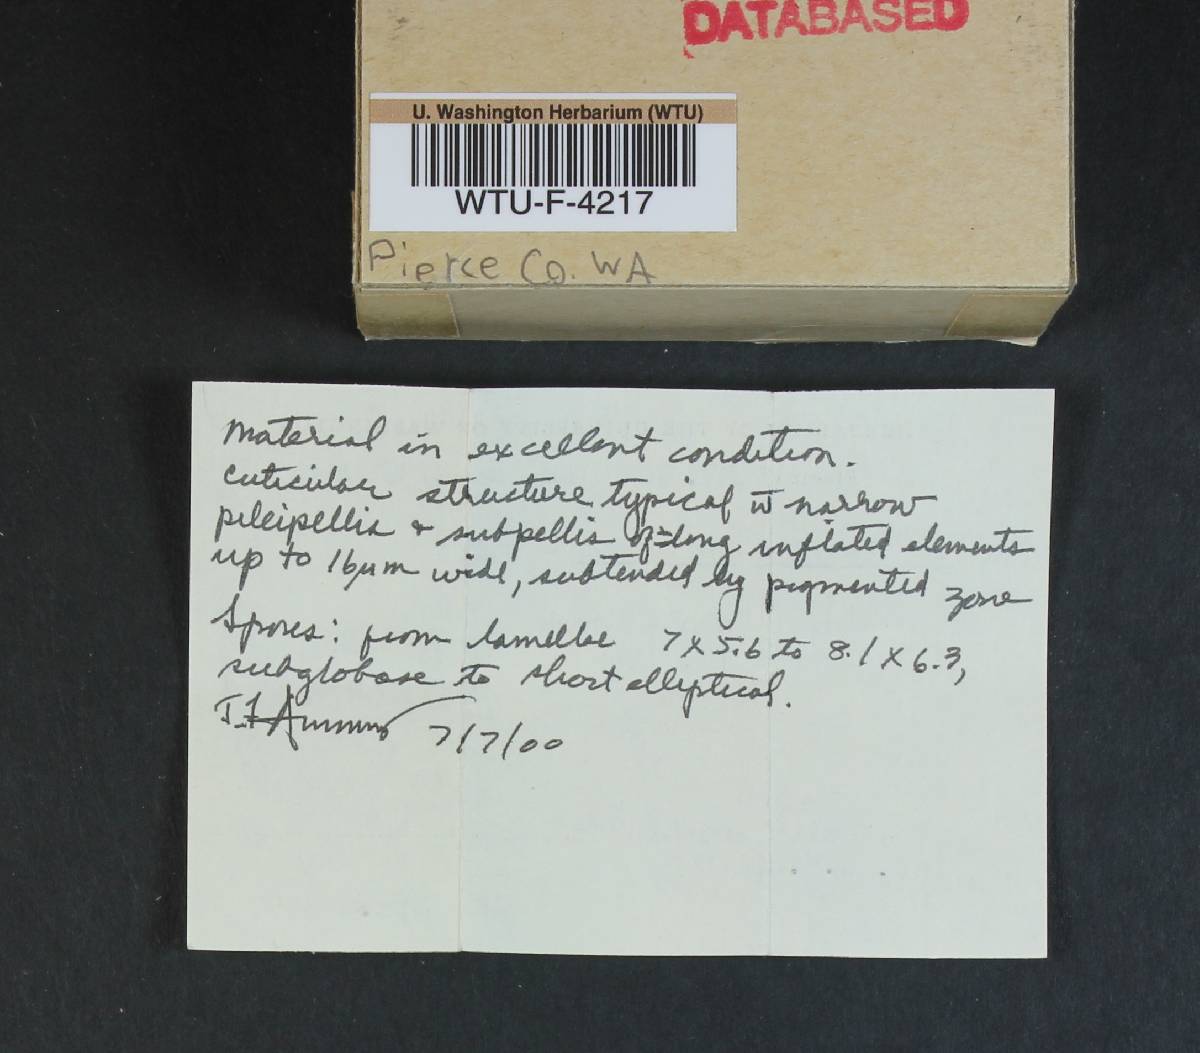 DATABASED
U. Washington Herbarium (WTU)
WTU-F-4217
Pierce Co. WA
Material in excellent condition.
cuticular structure typical w̄ narrow
pileipellis & subpellis of long inflated elements
up to 16µm wide, subtended by pigmented zone
Spores: from lamellae 7 x 5.6 to 8.1 x 6.3,
subglobose to short elliptical.
7/7/00